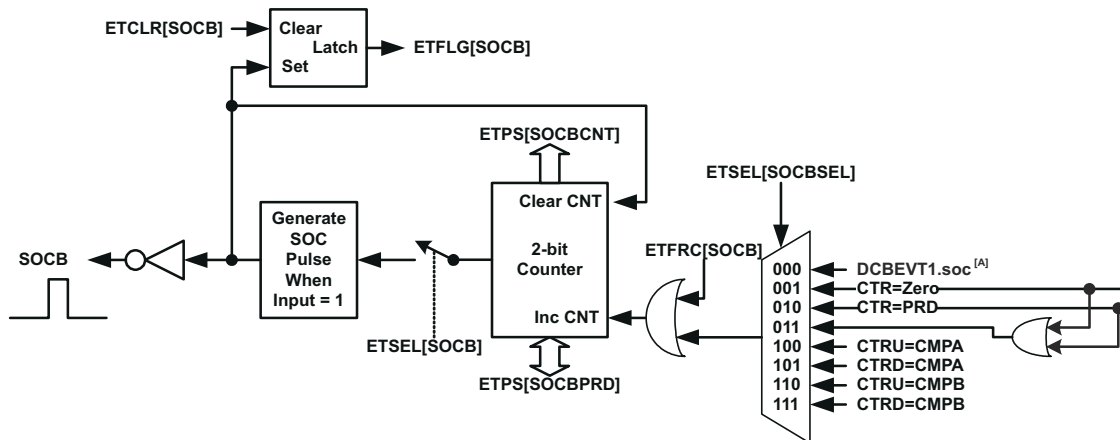 ETCLR[SOCB]
Clear
Latch
Set
ETFLG[SOCB]
ETPS[SOCBCNT]
ETSEL[SOCBSEL]
Clear CNT
2-bit
Counter
Inc CNT
Generate
SOC
Pulse
When
Input = 1
SOCB
ETSEL[SOCB]
ETPS[SOCBPRD]
ETFRC[SOCB]
000 DCBEVT1.soc [A]
001 CTR=Zero
010 CTR=PRD
011
100 CTRU=CMPA
101 CTRD=CMPA
110 CTRU=CMPB
111 CTRD=CMPB